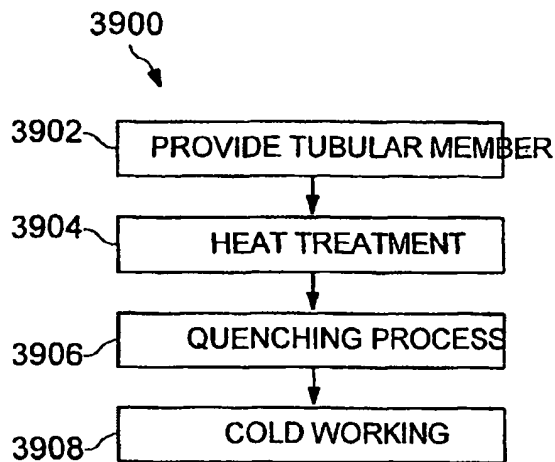 3900
3902 PROVIDE TUBULAR MEMBER
3904 HEAT TREATMENT
3906 QUENCHING PROCESS
3908 COLD WORKING